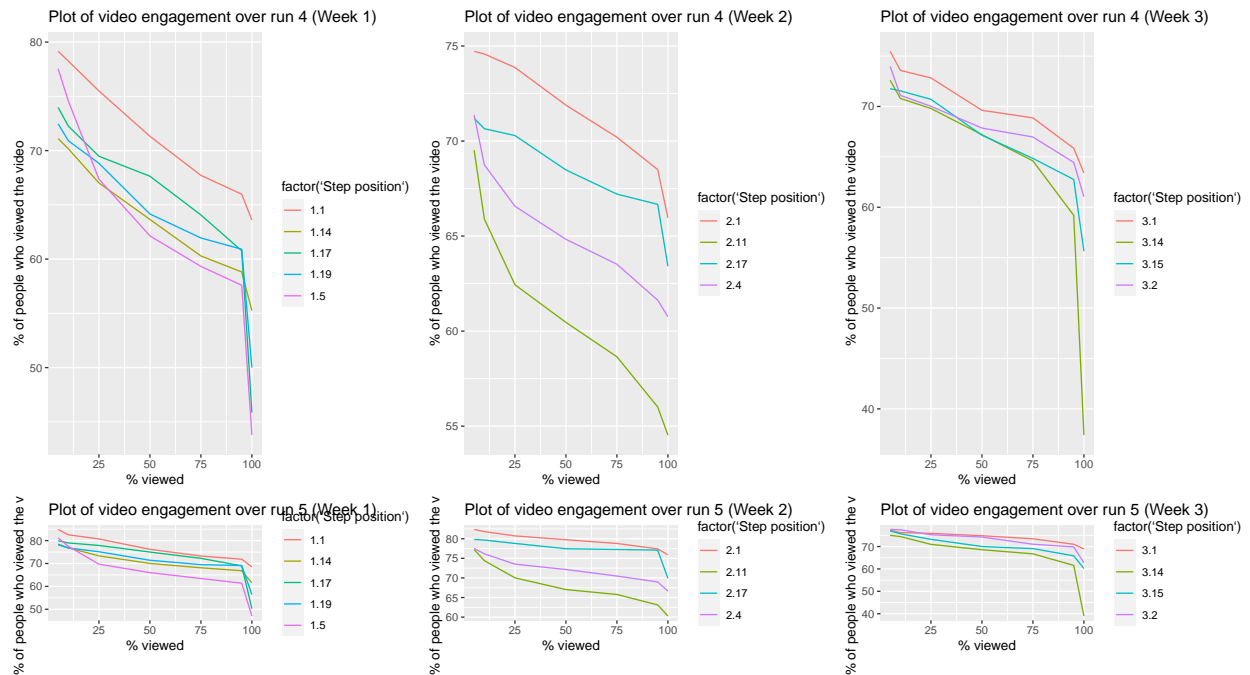 Plot of video engagement over run 4 (Week 1)
% of people who viewed the video
80
70
60
50
25 50 75 100
% viewed
factor(‘Step position‘)
1.1
1.14
1.17
1.19
1.5
Plot of video engagement over run 4 (Week 2)
% of people who viewed the video
75
70
65
60
55
25 50 75 100
% viewed
factor(‘Step position‘)
2.1
2.11
2.17
2.4
Plot of video engagement over run 4 (Week 3)
% of people who viewed the video
70
60
50
40
25 50 75 100
% viewed
factor(‘Step position‘)
3.1
3.14
3.15
3.2
Plot of video engagement over run 5 (Week 1)
% of people who viewed the v
80
70
60
50
25 50 75 100
% viewed
factor(‘Step position‘)
1.1
1.14
1.17
1.19
1.5
Plot of video engagement over run 5 (Week 2)
% of people who viewed the v
80
75
70
65
60
25 50 75 100
% viewed
factor(‘Step position‘)
2.1
2.11
2.17
2.4
Plot of video engagement over run 5 (Week 3)
% of people who viewed the v
70
60
50
40
25 50 75 100
% viewed
factor(‘Step position‘)
3.1
3.14
3.15
3.2